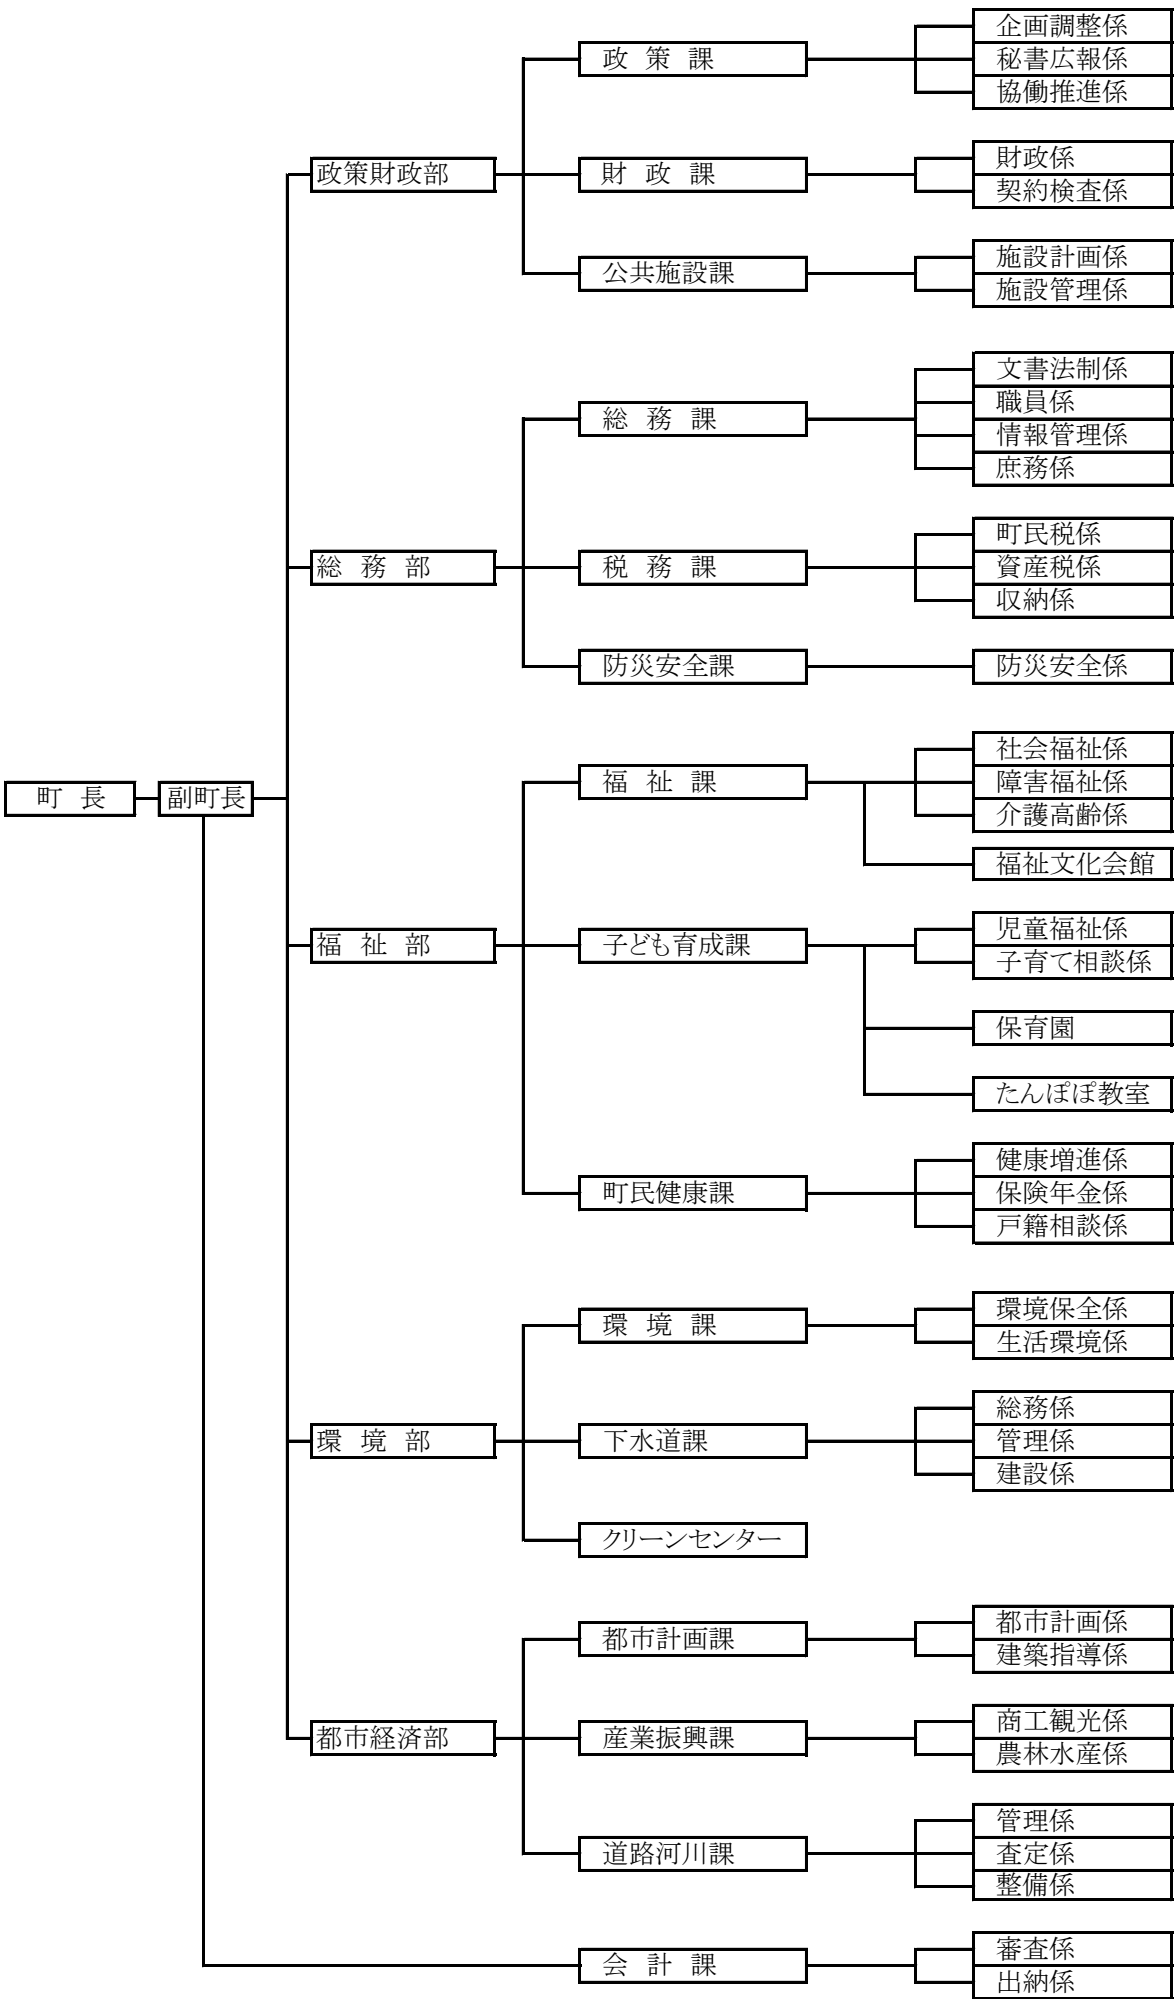 町 長
副町長
政策財政部
政 策 課
企画調整係
秘書広報係
協働推進係
財 政 課
財政係
契約検査係
公共施設課
施設計画係
施設管理係
総 務 部
総 務 課
文書法制係
職員係
情報管理係
庶務係
税 務 課
町民税係
資産税係
収納係
防災安全課
防災安全係
福 祉 部
福 祉 課
社会福祉係
障害福祉係
介護高齢係
福祉文化会館
子ども育成課
児童福祉係
子育て相談係
保育園
たんぽぽ教室
町民健康課
健康増進係
保険年金係
戸籍相談係
環 境 部
環 境 課
環境保全係
生活環境係
下水道課
総務係
管理係
建設係
クリーンセンター
都市経済部
都市計画課
都市計画係
建築指導係
産業振興課
商工観光係
農林水産係
道路河川課
管理係
査定係
整備係
会 計 課
審査係
出納係